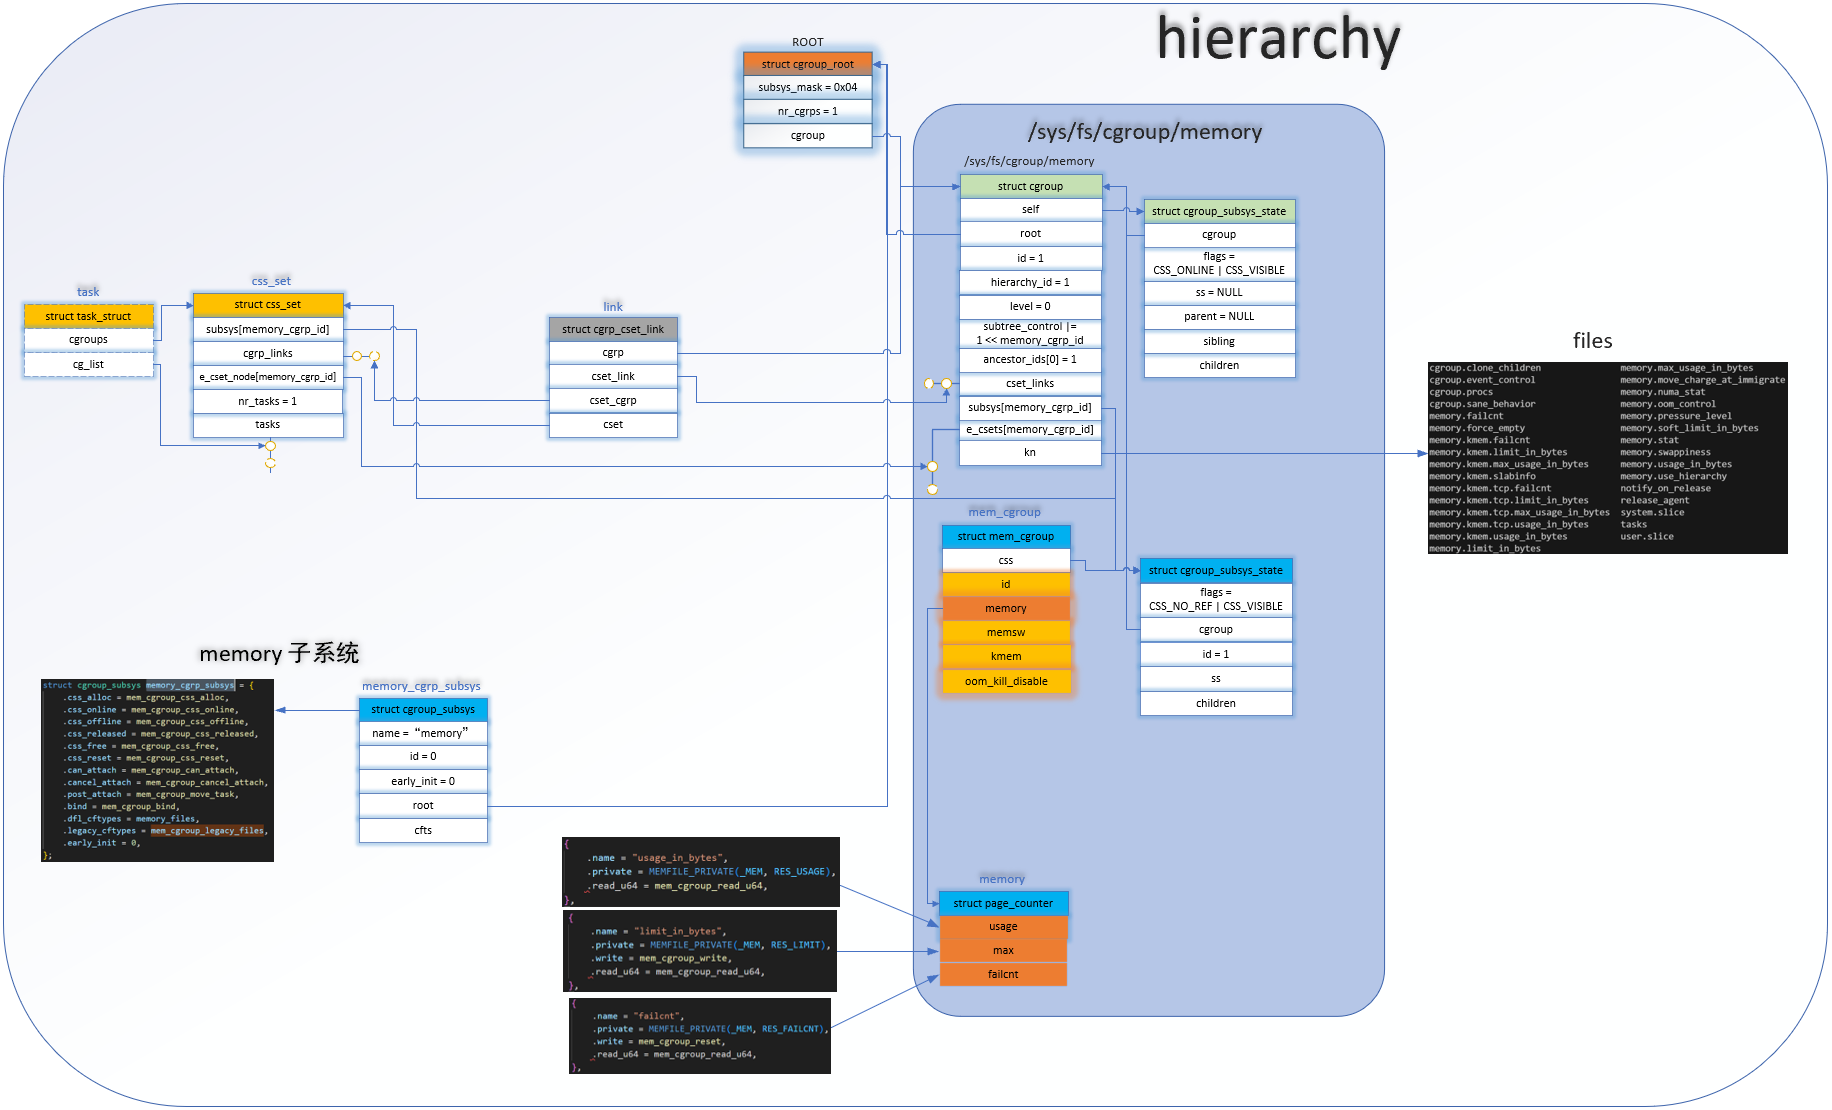 hierarchy
ROOT
struct cgroup_root
subsys_mask = 0x04
nr_cgrps = 1
cgroup
/sys/fs/cgroup/memory
/sys/fs/cgroup/memory
struct cgroup
self
root
id = 1
hierarchy_id = 1
level = 0
subtree_control |=
1 << memory_cgrp_id
ancestor_ids[0] = 1
cset_links
subsys[memory_cgrp_id]
e_csets[memory_cgrp_id]
kn
struct cgroup_subsys_state
cgroup
flags =
CSS_ONLINE | CSS_VISIBLE
ss = NULL
parent = NULL
sibling
children
task
struct task_struct
cgroups
cg_list
css_set
struct css_set
subsys[memory_cgrp_id]
cgrp_links
e_cset_node[memory_cgrp_id]
nr_tasks = 1
tasks
link
struct cgrp_cset_link
cgrp
cset_link
cset_cgrp
cset
files
cgroup.clone_children
cgroup.event_control
cgroup.procs
cgroup.sane_behavior
memory.failcnt
memory.force_empty
memory.kmem.failcnt
memory.kmem.limit_in_bytes
memory.kmem.max_usage_in_bytes
memory.kmem.slabinfo
memory.kmem.tcp.failcnt
memory.kmem.tcp.limit_in_bytes
memory.kmem.tcp.max_usage_in_bytes
memory.kmem.tcp.usage_in_bytes
memory.kmem.usage_in_bytes
memory.limit_in_bytes
memory.max_usage_in_bytes
memory.move_charge_at_immigrate
memory.numa_stat
memory.oom_control
memory.pressure_level
memory.soft_limit_in_bytes
memory.stat
memory.swappiness
memory.usage_in_bytes
memory.use_hierarchy
notify_on_release
release_agent
system.slice
tasks
user.slice
mem_cgroup
struct mem_cgroup
css
id
memory
memsw
kmem
oom_kill_disable
struct cgroup_subsys_state
flags =
CSS_NO_REF | CSS_VISIBLE
cgroup
id = 1
ss
children
memory 子系统
struct cgroup_subsys memory_cgrp_subsys = {
.css_alloc = mem_cgroup_css_alloc,
.css_online = mem_cgroup_css_online,
.css_offline = mem_cgroup_css_offline,
.css_released = mem_cgroup_css_released,
.css_free = mem_cgroup_css_free,
.css_reset = mem_cgroup_css_reset,
.can_attach = mem_cgroup_can_attach,
.cancel_attach = mem_cgroup_cancel_attach,
.post_attach = mem_cgroup_move_task,
.bind = mem_cgroup_bind,
.dfl_cftypes = memory_files,
.legacy_cftypes = mem_cgroup_legacy_files,
.early_init = 0,
};
memory_cgrp_subsys
struct cgroup_subsys
name = “memory”
id = 0
early_init = 0
root
cfts
{
.name = "usage_in_bytes",
.private = MEMFILE_PRIVATE(_MEM, RES_USAGE),
.read_u64 = mem_cgroup_read_u64,
},
{
.name = "limit_in_bytes",
.private = MEMFILE_PRIVATE(_MEM, RES_LIMIT),
.write = mem_cgroup_write,
.read_u64 = mem_cgroup_read_u64,
},
{
.name = "failcnt",
.private = MEMFILE_PRIVATE(_MEM, RES_FAILCNT),
.write = mem_cgroup_reset,
.read_u64 = mem_cgroup_read_u64,
},
memory
struct page_counter
usage
max
failcnt